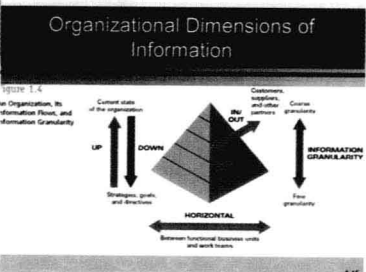 Organizational Dimensions of
Information
Figure 1.4
an Organization, Its
Information Flows, and
Information Granularity
Current state
of the organization
UP
DOWN
Strategies, goals,
and directives
IN/
OUT
Customers,
suppliers,
and other
partners
Coarse
granularity
INFORMATION
GRANULARITY
Fine
granularity
HORIZONTAL
Between functional business units
and work teams